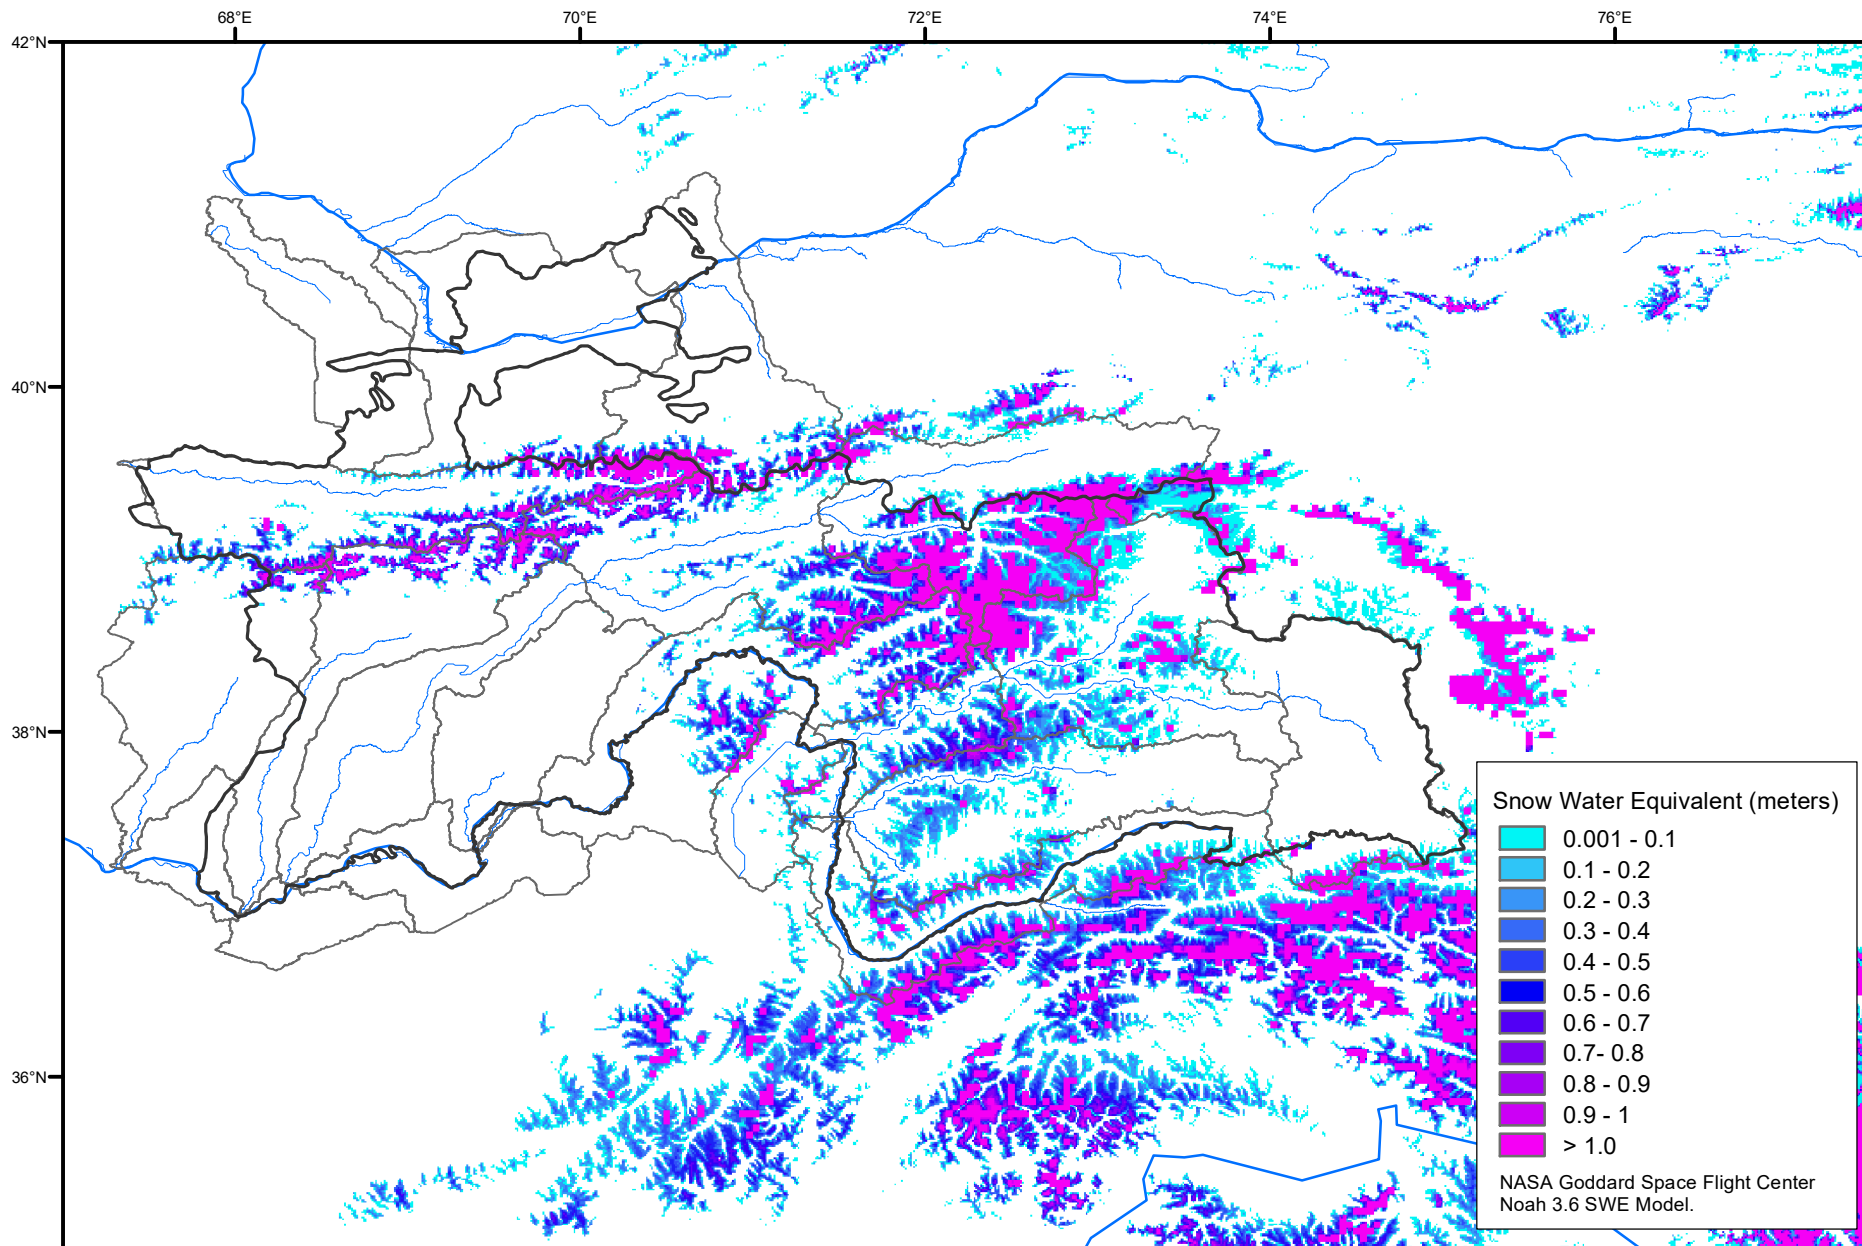 68°E
70°E
72°E
74°E
76°E
42°N
40°N
38°N
36°N
Snow Water Equivalent (meters)
0.001 - 0.1
0.1 - 0.2
0.2 - 0.3
0.3 - 0.4
0.4 - 0.5
0.5 - 0.6
0.6 - 0.7
0.7- 0.8
0.8 - 0.9
0.9 - 1
> 1.0
NASA Goddard Space Flight Center
Noah 3.6 SWE Model.